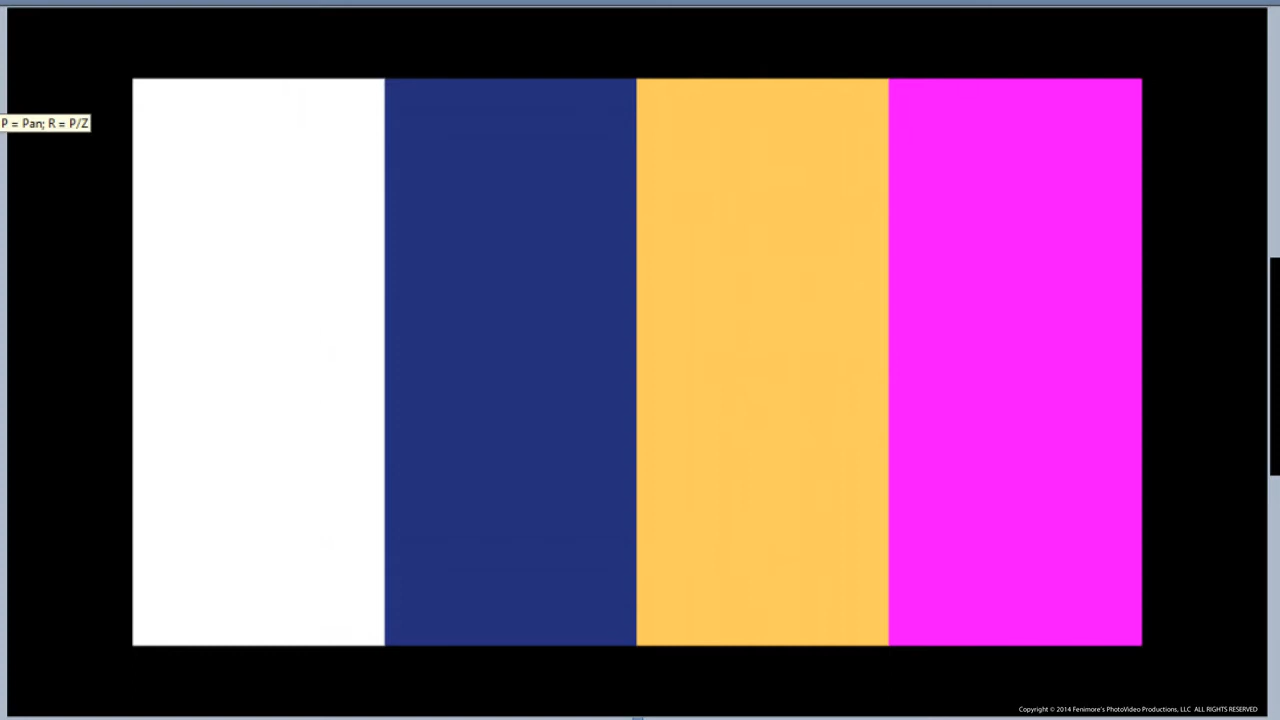 P = Pan; R = P/Z
Copyright © 2014 Fenimore's PhotoVideo Productions, LLC  ALL RIGHTS RESERVED